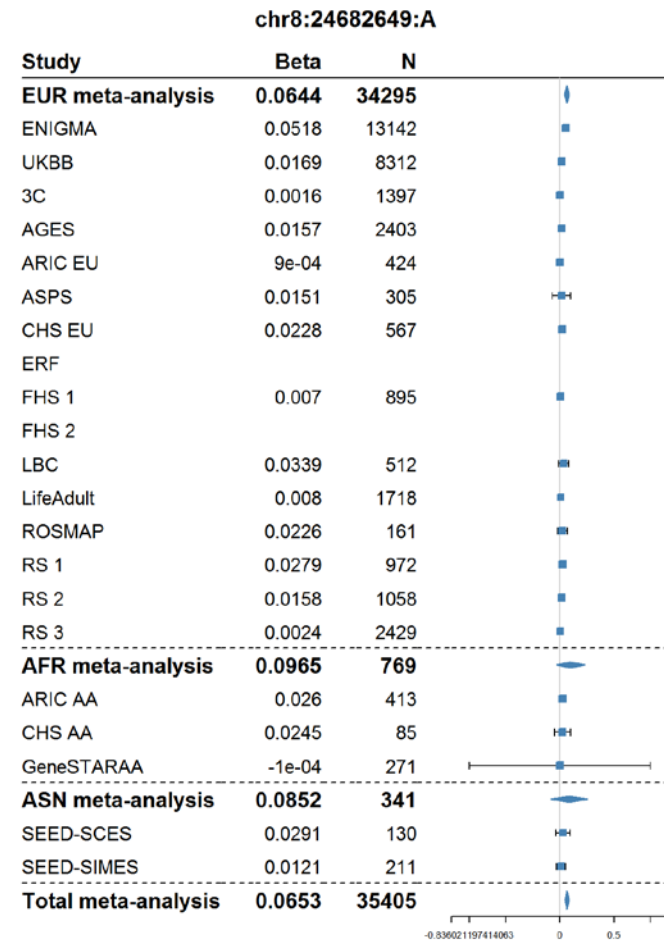 chr8:24682649:A
Study Beta N
EUR meta-analysis 0.0644 34295
ENIGMA 0.0518 13142
UKBB 0.0169 8312
3C 0.0016 1397
AGES 0.0157 2403
ARIC EU 9e-04 424
ASPS 0.0151 305
CHS EU 0.0228 567
ERF
FHS 1 0.007 895
FHS 2
LBC 0.0339 512
LifeAdult 0.008 1718
ROSMAP 0.0226 161
RS 1 0.0279 972
RS 2 0.0158 1058
RS 3 0.0024 2429
AFR meta-analysis 0.0965 769
ARIC AA 0.026 413
CHS AA 0.0245 85
GeneSTARAA -1e-04 271
ASN meta-analysis 0.0852 341
SEED-SCES 0.0291 130
SEED-SIMES 0.0121 211
Total meta-analysis 0.0653 35405
-0.836021197414063 0 0.5